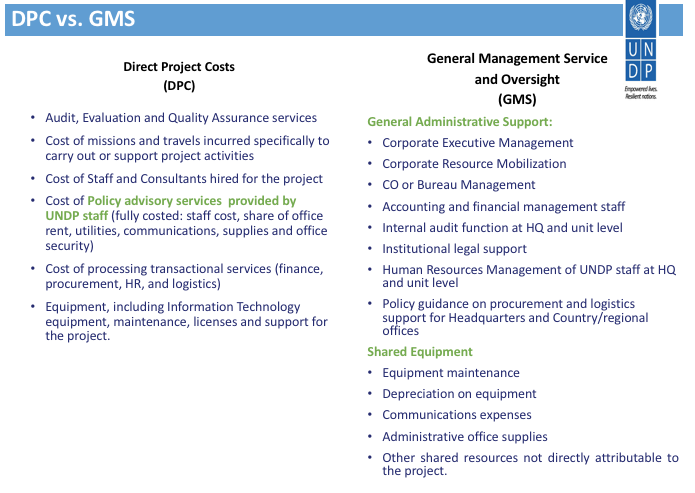 DPC vs. GMS
U N
D P
Empowered lives.
Resilient nations.
Direct Project Costs
(DPC)
• Audit, Evaluation and Quality Assurance services
• Cost of missions and travels incurred specifically to
carry out or support project activities
• Cost of Staff and Consultants hired for the project
• Cost of Policy advisory services provided by
UNDP staff (fully costed: staff cost, share of office
rent, utilities, communications, supplies and office
security)
• Cost of processing transactional services (finance,
procurement, HR, and logistics)
• Equipment, including Information Technology
equipment, maintenance, licenses and support for
the project.
General Management Service
and Oversight
(GMS)
General Administrative Support:
• Corporate Executive Management
• Corporate Resource Mobilization
• CO or Bureau Management
• Accounting and financial management staff
• Internal audit function at HQ and unit level
• Institutional legal support
• Human Resources Management of UNDP staff at HQ
and unit level
• Policy guidance on procurement and logistics
support for Headquarters and Country/regional
offices
Shared Equipment
• Equipment maintenance
• Depreciation on equipment
• Communications expenses
• Administrative office supplies
• Other shared resources not directly attributable to
the project.